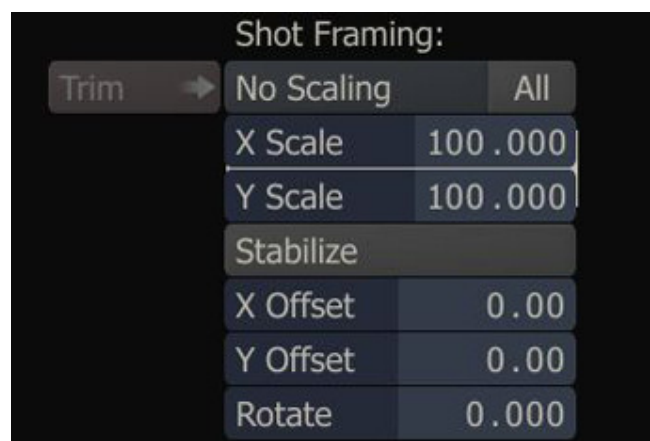 Shot Framing:
Trim No Scaling All
X Scale 100.000
Y Scale 100.000
Stabilize
X Offset 0.00
Y Offset 0.00
Rotate 0.000